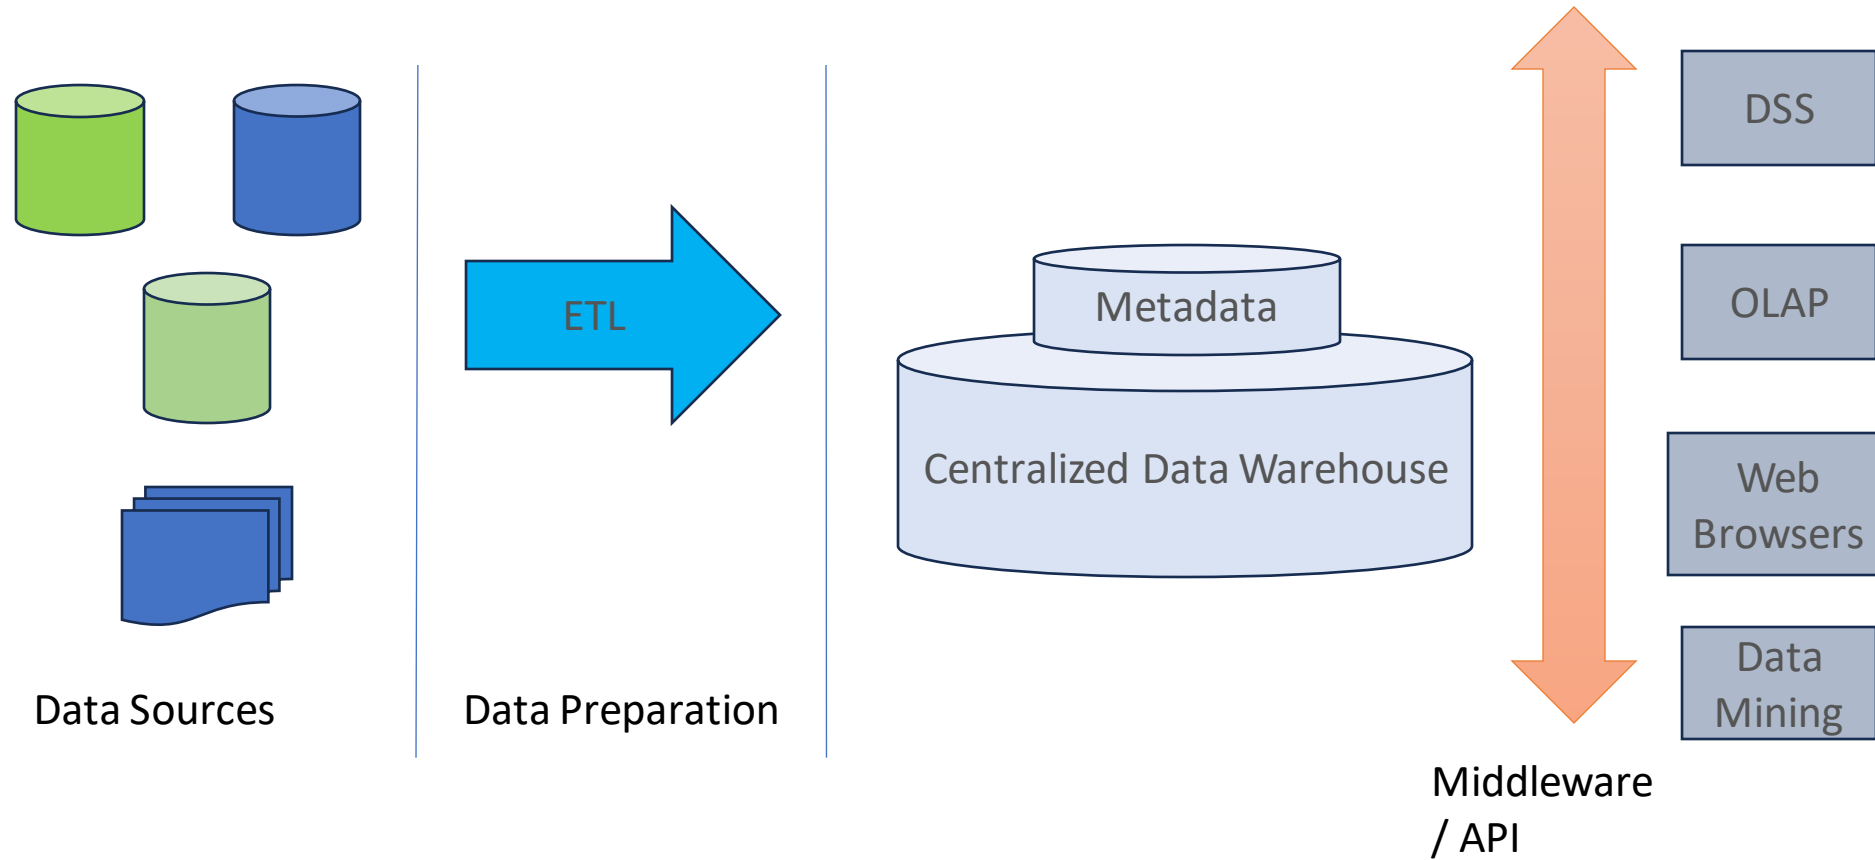 DSS
ETL
Metadata
OLAP
Centralized Data Warehouse
Web
Browsers
Data Sources
Data Preparation
Data
Mining
Middleware
/ API